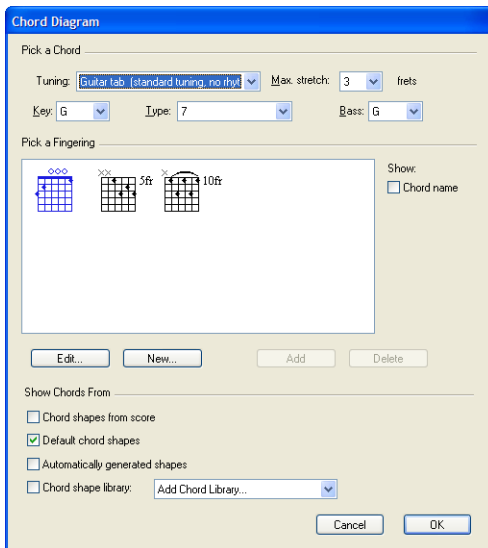 Chord Diagram
Pick a Chord
Tuning: Guitar tab (standard tuning, no rhyt Max. stretch: 3 frets
Key: G Type: 7 Bass: G
Pick a Fingering
Show:
ooo xx 5fr x 10fr
Chord name
Edit... New... Add Delete
Show Chords From
Chord shapes from score
Default chord shapes
Automatically generated shapes
Chord shape library: Add Chord Library...
Cancel OK